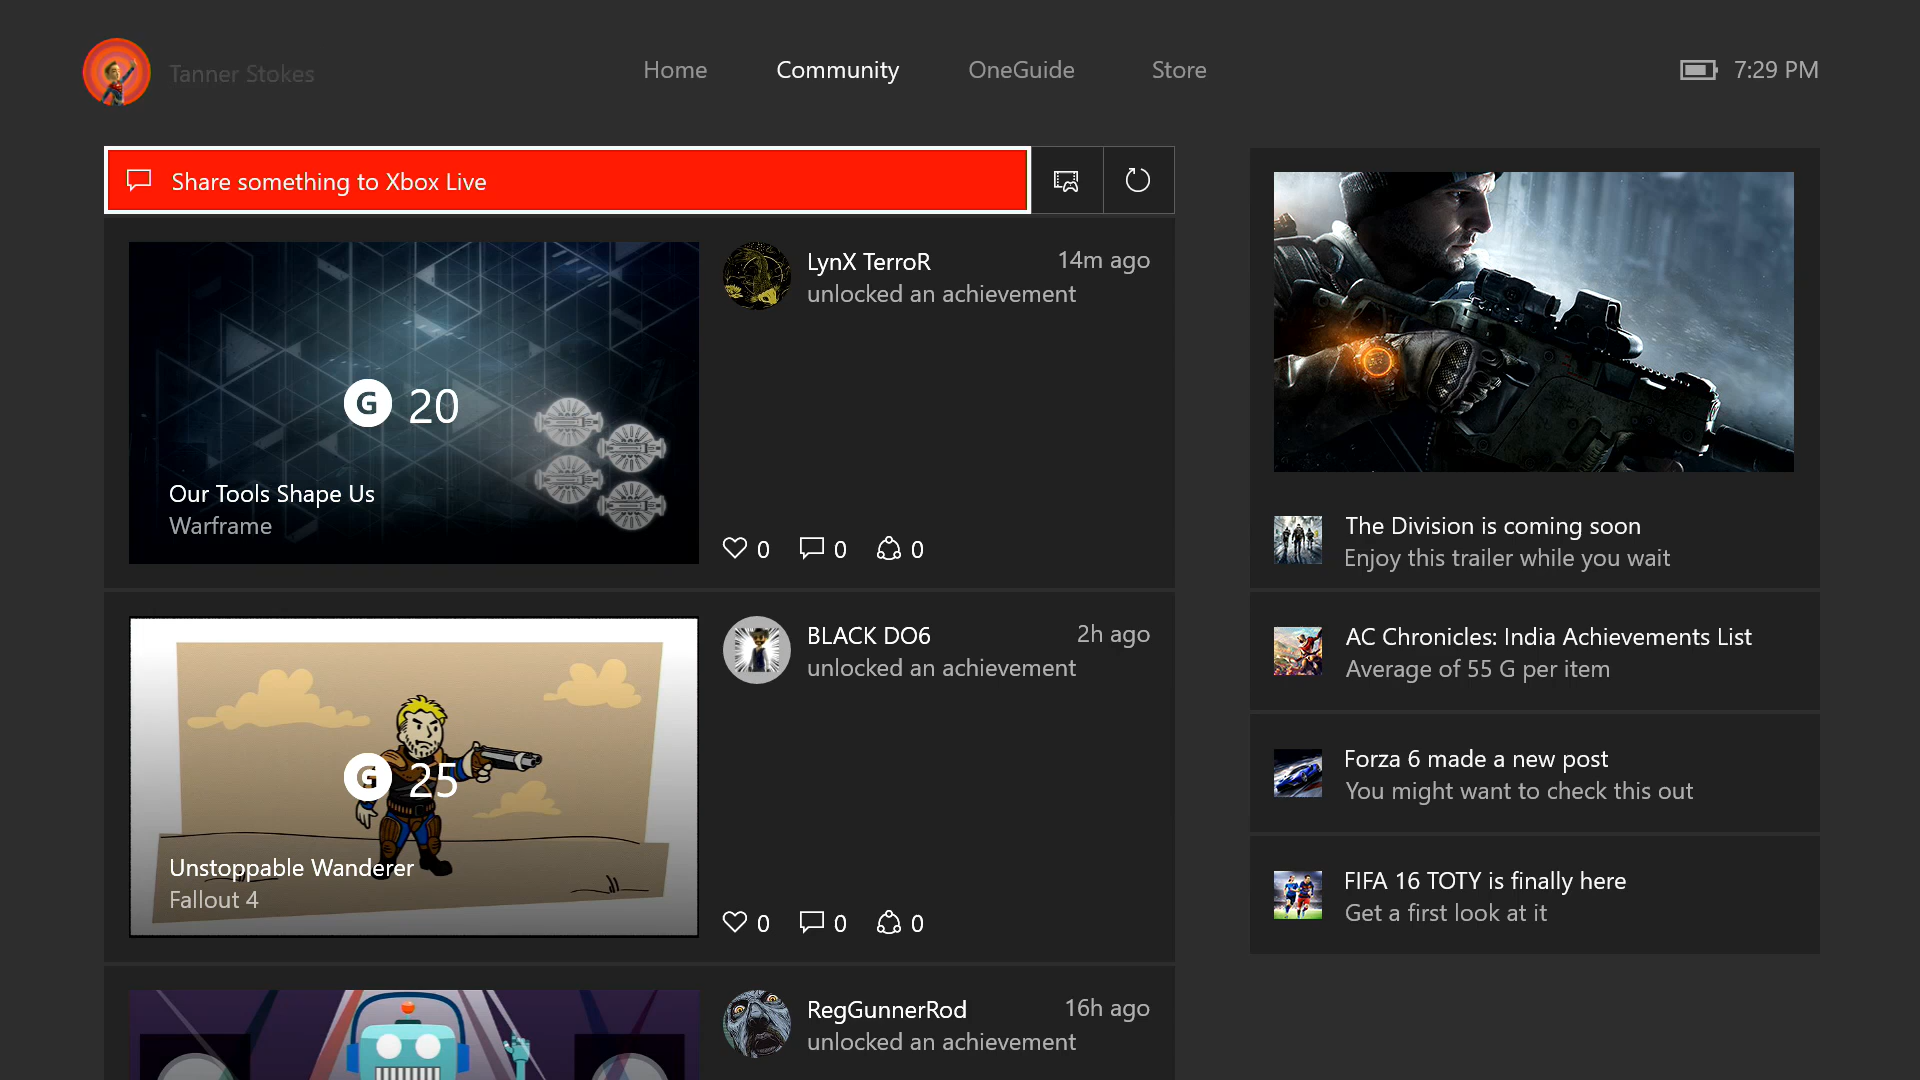 Tanner Stokes
Home
Community
OneGuide
Store
7:29 PM
Share something to Xbox Live
LynX TerroR
14m ago
unlocked an achievement
G 20
Our Tools Shape Us
Warframe
0
0
0
BLACK DO6
2h ago
unlocked an achievement
G 25
Unstoppable Wanderer
Fallout 4
0
0
0
RegGunnerRod
16h ago
unlocked an achievement
The Division is coming soon
Enjoy this trailer while you wait
AC Chronicles: India Achievements List
Average of 55 G per item
Forza 6 made a new post
You might want to check this out
FIFA 16 TOTY is finally here
Get a first look at it